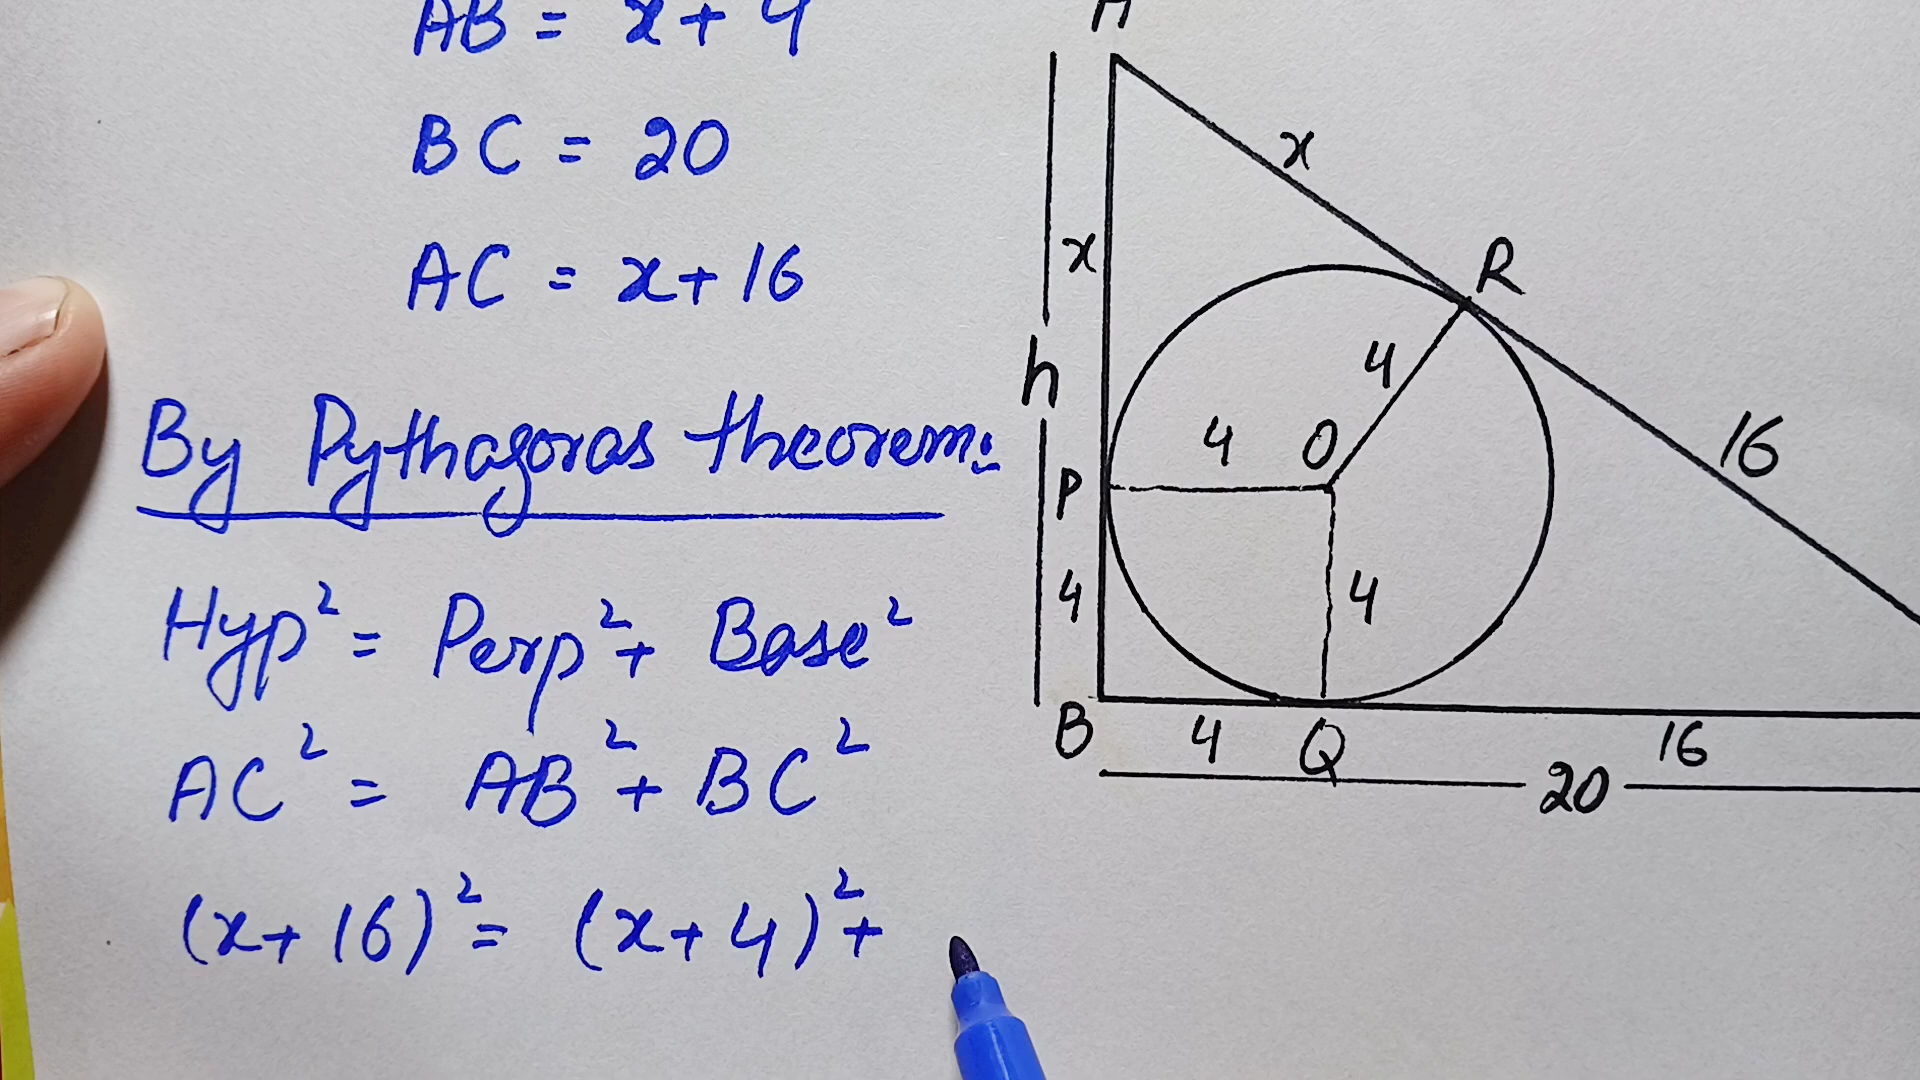 AB = x + 4
BC = 20
AC = x + 16
By Pythagoras theorem:
Hyp² = Perp² + Base²
AC² = AB² + BC²
(x + 16)² = (x + 4)² +
A
x
x
R
h
4
4 O
16
P
4
4
B 4 Q 16
20